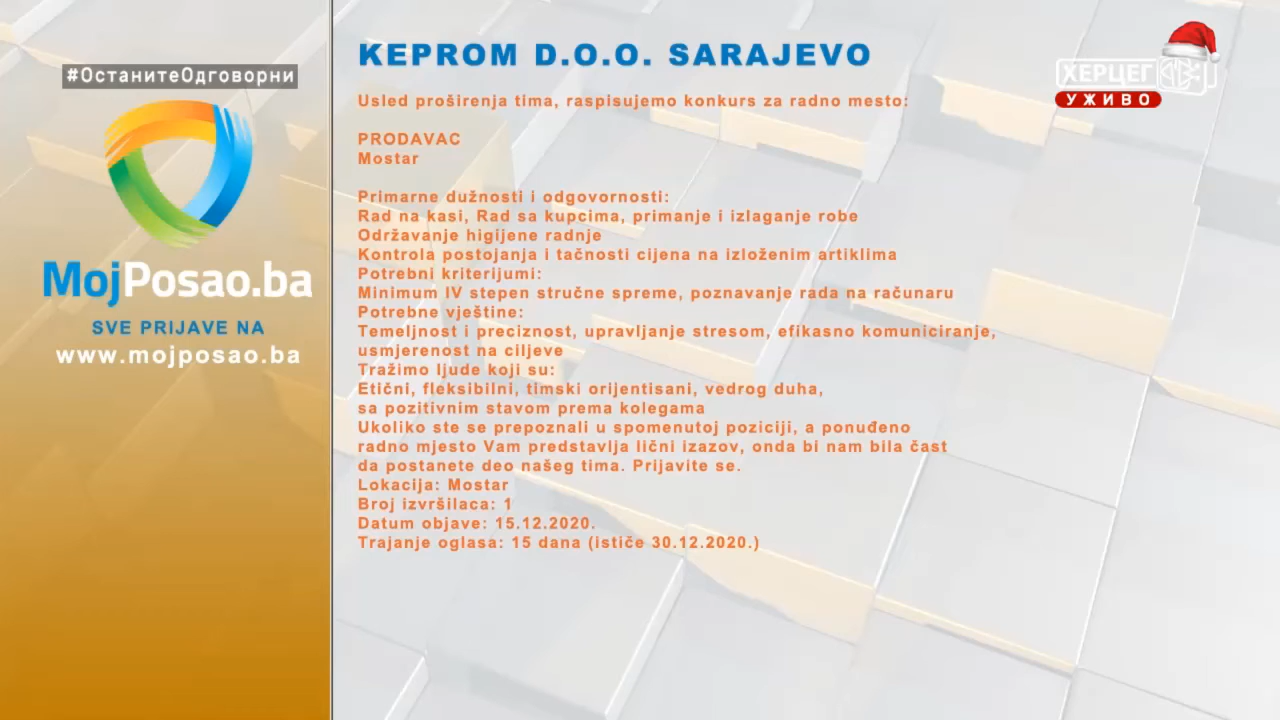 #ОстанитеОдговорни
MojPosao.ba
SVE PRIJAVE NA
www.mojposao.ba
KEPROM D.O.O. SARAJEVO
Usled proširenja tima, raspisujemo konkurs za radno mesto:
PRODAVAC
Mostar
Primarne dužnosti i odgovornosti:
Rad na kasi, Rad sa kupcima, primanje i izlaganje robe
Održavanje higijene radnje
Kontrola postojanja i tačnosti cijena na izloženim artiklima
Potrebni kriterijumi:
Minimum IV stepen stručne spreme, poznavanje rada na računaru
Potrebne vještine:
Temeljnost i preciznost, upravljanje stresom, efikasno komuniciranje,
usmjerenost na ciljeve
Tražimo ljude koji su:
Etični, fleksibilni, timski orijentisani, vedrog duha,
sa pozitivnim stavom prema kolegama
Ukoliko ste se prepoznali u spomenutoj poziciji, a ponuđeno
radno mjesto Vam predstavlja lični izazov, onda bi nam bila čast
da postanete deo našeg tima. Prijavite se.
Lokacija: Mostar
Broj izvršilaca: 1
Datum objave: 15.12.2020.
Trajanje oglasa: 15 dana (ističe 30.12.2020.)
ХЕРЦЕГ
УЖИВО